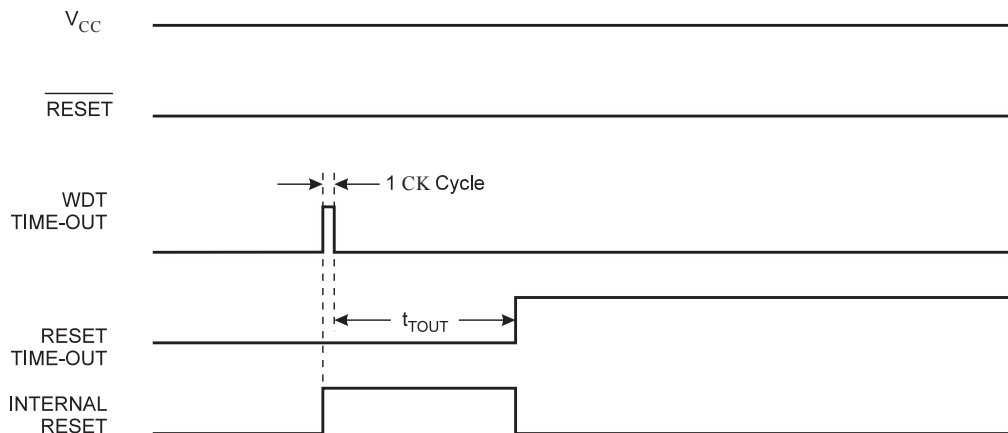 VCC
RESET
1 CK Cycle
WDT
TIME-OUT
tTOUT
RESET
TIME-OUT
INTERNAL
RESET